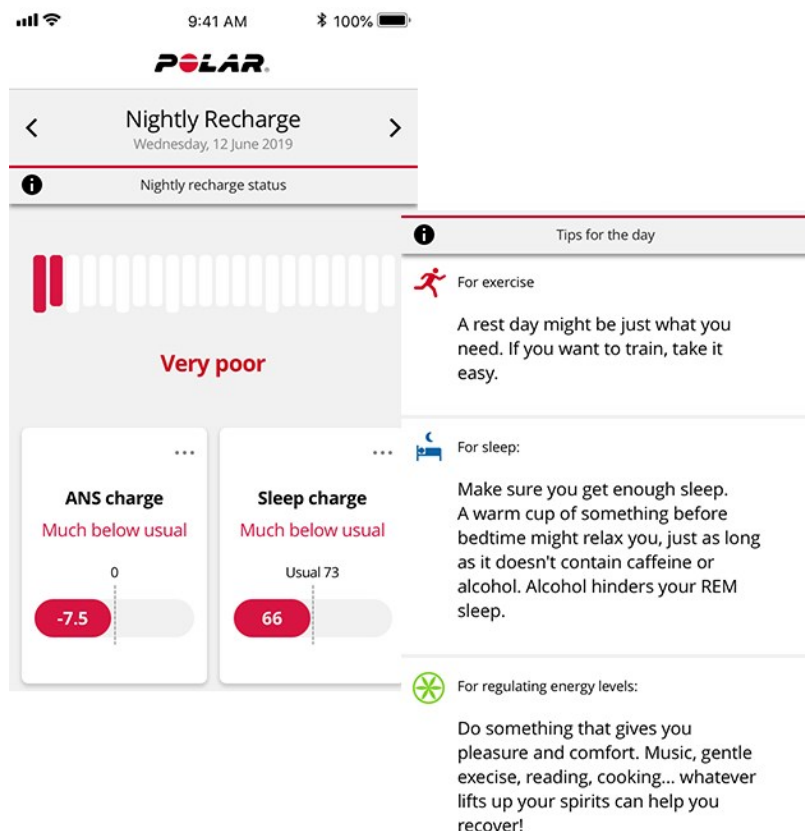 9:41 AM
100%
POLAR
Nightly Recharge
Wednesday, 12 June 2019
Nightly recharge status
Very poor
ANS charge
Much below usual
0
-7.5
Sleep charge
Much below usual
Usual 73
66
Tips for the day
For exercise
A rest day might be just what you
need. If you want to train, take it
easy.
For sleep:
Make sure you get enough sleep.
A warm cup of something before
bedtime might relax you, just as long
as it doesn't contain caffeine or
alcohol. Alcohol hinders your REM
sleep.
For regulating energy levels:
Do something that gives you
pleasure and comfort. Music, gentle
execise, reading, cooking... whatever
lifts up your spirits can help you
recover!